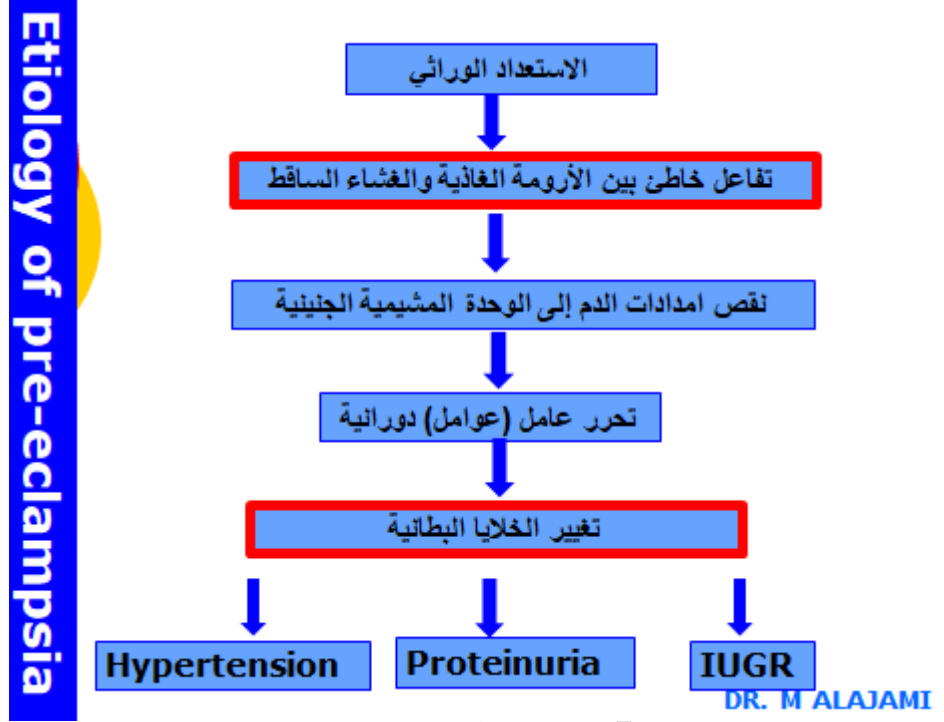 Etiology of pre-eclampsia
الاستعداد الوراثي
تفاعل خاطئ بين الأرومة الغاذية والغشاء الساقط
نقص امدادات الدم إلى الوحدة المشيمية الجنينية
تحرر عامل (عوامل) دورانية
تغيير الخلايا البطانية
Hypertension
Proteinuria
IUGR
DR. M ALAJAMI